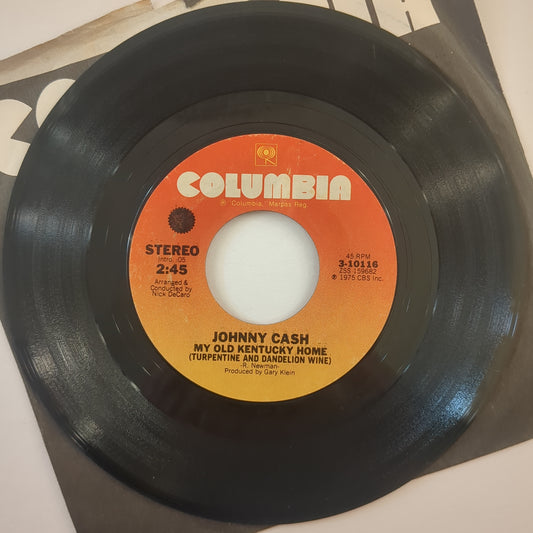 COLUMBIA
® "Columbia," Marcas Reg.
STEREO
Intro. :05
2:45
Arranged &
Conducted by
Nick DeCaro
45 RPM
3-10116
ZSS 159682
℗ 1975 CBS Inc.
JOHNNY CASH
MY OLD KENTUCKY HOME
(TURPENTINE AND DANDELION WINE)
-R. Newman-
Produced by Gary Klein